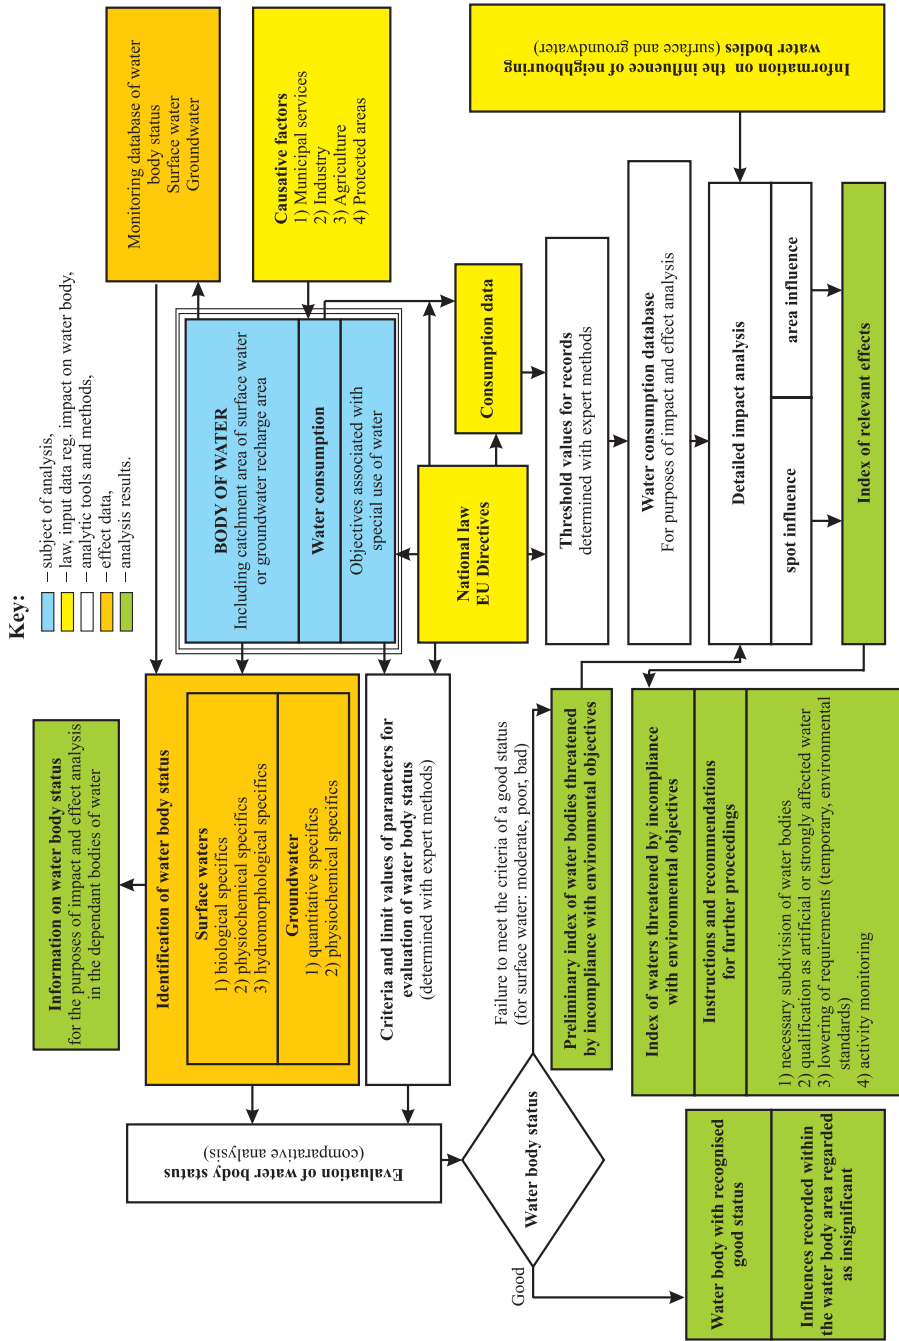 Key:
– subject of analysis,
– law, input data reg. impact on water body,
– analytic tools and methods,
– effect data,
– analysis results.
Information on water body status
for the purposes of impact and effect analysis
in the dependant bodies of water
Identification of water body status
Surface waters
1) biological specifics
2) physiochemical specifics
3) hydromorphological specifics
Groundwater
1) quantitative specifics
2) physiochemical specifics
Criteria and limit values of parameters for
evaluation of water body status
(determined with expert methods)
Evaluation of water body status
(comparative analysis)
Monitoring database of water
body status
Surface water
Groundwater
BODY OF WATER
Including catchment area of surface water
or groundwater recharge area
Water consumption
Objectives associated with
special use of water
Causative factors
1) Municipal services
2) Industry
3) Agriculture
4) Protected areas
National law
EU Directives
Consumption data
Threshold values for records
determined with expert methods
Water consumption database
For purposes of impact and effect analysis
Detailed impact analysis
spot influence
area influence
Index of relevant effects
Information on the influence of neighbouring
water bodies (surface and groundwater)
Water body status
Good
Failure to meet the criteria of a good status
(for surface water: moderate, poor, bad)
Preliminary index of water bodies threatened
by incompliance with environmental objectives
Index of waters threatened by incompliance
with environmental objectives
Instructions and recommendations
for further proceedings
1) necessary subdivision of water bodies
2) qualification as artificial or strongly affected water
3) lowering of requirements (temporary, environmental
standards)
4) activity monitoring
Water body with recognised
good status
Influences recorded within
the water body area regarded
as insignificant